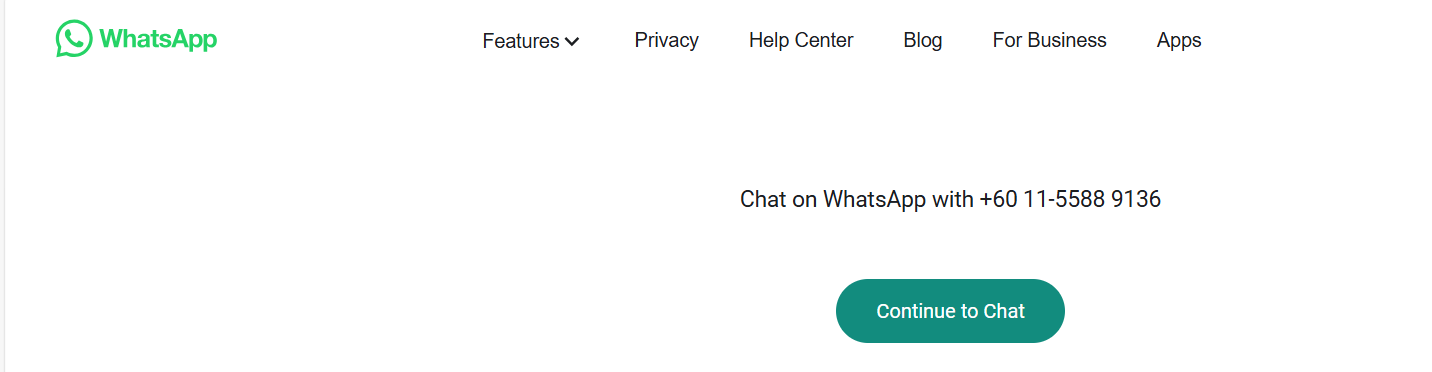 WhatsApp Features Privacy Help Center Blog For Business Apps
Chat on WhatsApp with +60 11-5588 9136
Continue to Chat